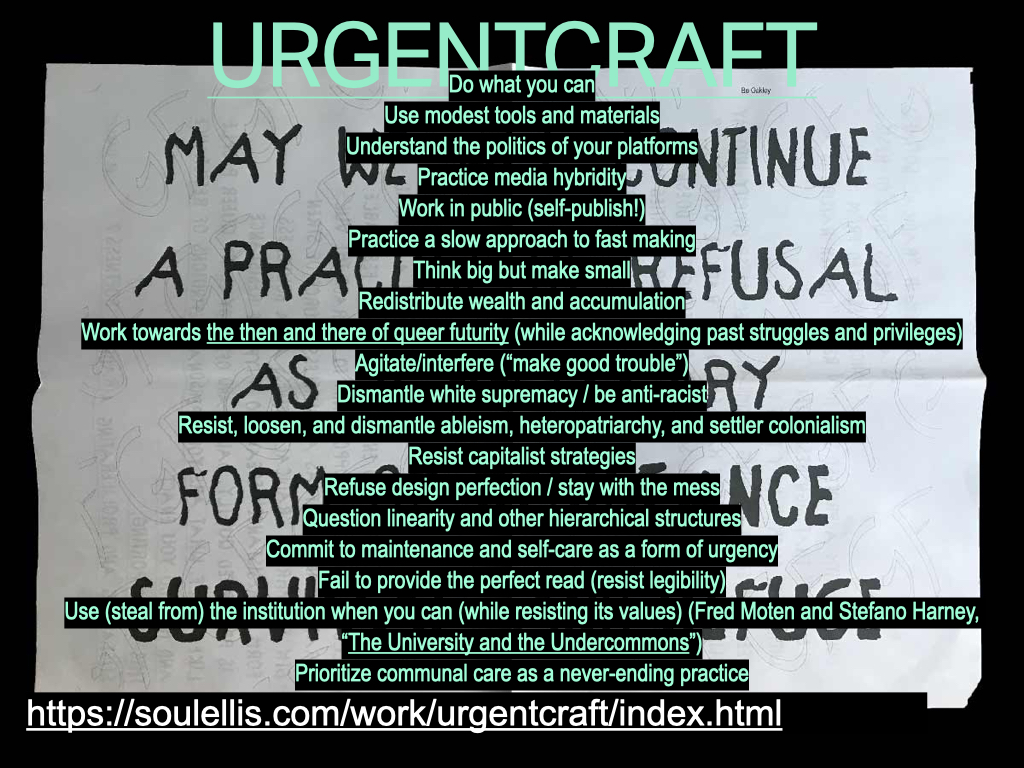 URGENTCRAFT
Be Oakley
Do what you can
Use modest tools and materials
Understand the politics of your platforms
Practice media hybridity
Work in public (self-publish!)
Practice a slow approach to fast making
Think big but make small
Redistribute wealth and accumulation
Work towards the then and there of queer futurity (while acknowledging past struggles and privileges)
Agitate/interfere (“make good trouble”)
Dismantle white supremacy / be anti-racist
Resist, loosen, and dismantle ableism, heteropatriarchy, and settler colonialism
Resist capitalist strategies
Refuse design perfection / stay with the mess
Question linearity and other hierarchical structures
Commit to maintenance and self-care as a form of urgency
Fail to provide the perfect read (resist legibility)
Use (steal from) the institution when you can (while resisting its values) (Fred Moten and Stefano Harney,
“The University and the Undercommons”)
Prioritize communal care as a never-ending practice
MAY WE CONTINUE
A REFUSAL
AS
https://soulellis.com/work/urgentcraft/index.html